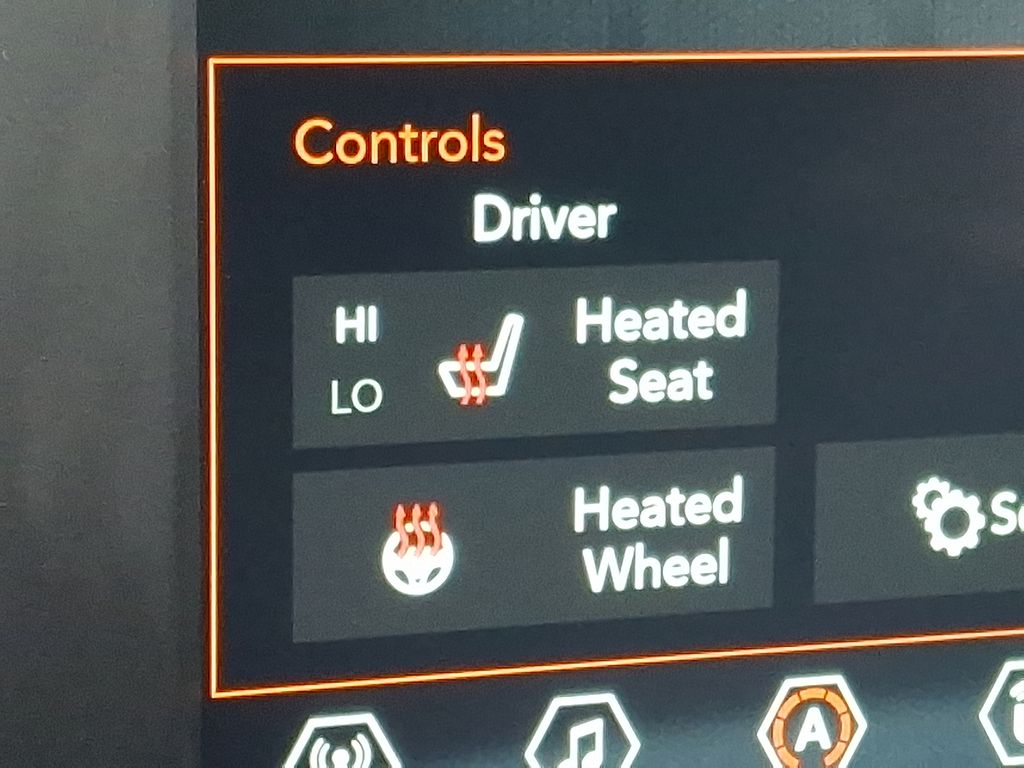 Controls
Driver
HI
LO
Heated
Seat
Heated
Wheel
A